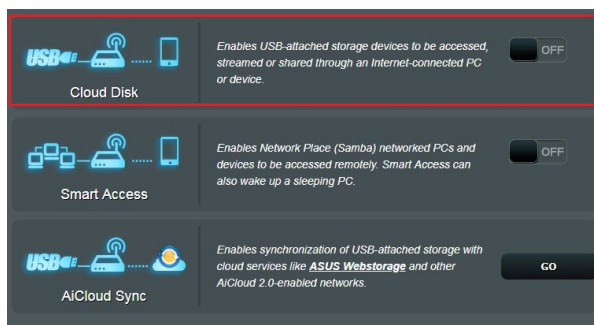 Enables USB-attached storage devices to be accessed,
streamed or shared through an Internet-connected PC
or device.
OFF
USB
Cloud Disk
Enables Network Place (Samba) networked PCs and
devices to be accessed remotely. Smart Access can
also wake up a sleeping PC.
OFF
Smart Access
Enables synchronization of USB-attached storage with
cloud services like ASUS Webstorage and other
AiCloud 2.0-enabled networks.
GO
USB
AiCloud Sync